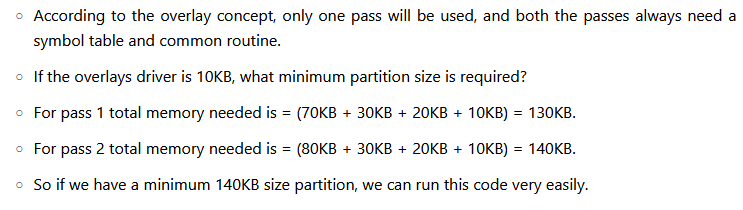 ○ According to the overlay concept, only one pass will be used, and both the passes always need a
symbol table and common routine.
○ If the overlays driver is 10KB, what minimum partition size is required?
○ For pass 1 total memory needed is = (70KB + 30KB + 20KB + 10KB) = 130KB.
○ For pass 2 total memory needed is = (80KB + 30KB + 20KB + 10KB) = 140KB.
○ So if we have a minimum 140KB size partition, we can run this code very easily.